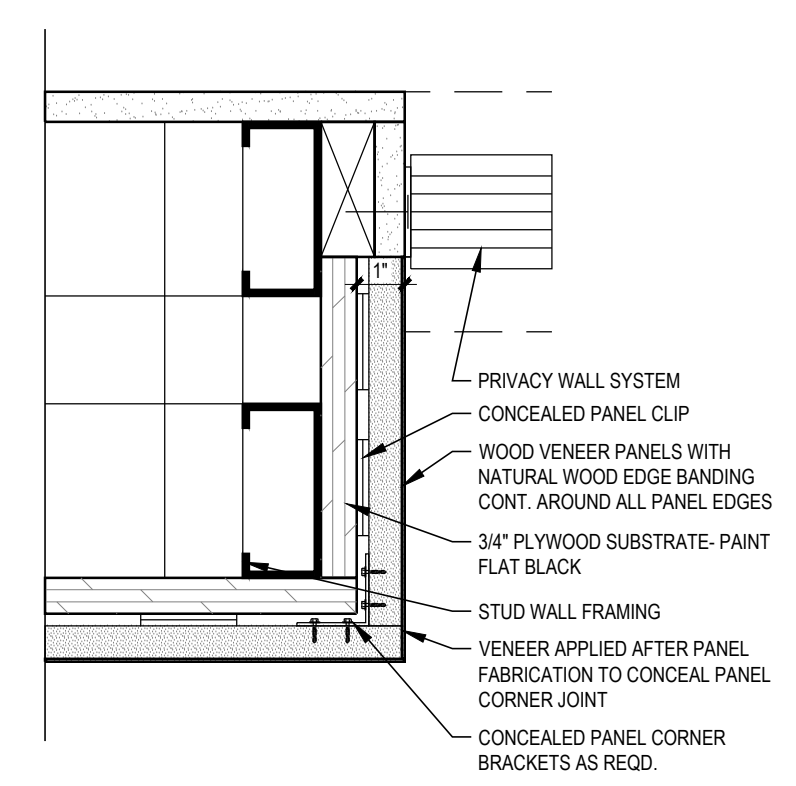 1"
PRIVACY WALL SYSTEM
CONCEALED PANEL CLIP
WOOD VENEER PANELS WITH
NATURAL WOOD EDGE BANDING
CONT. AROUND ALL PANEL EDGES
3/4" PLYWOOD SUBSTRATE- PAINT
FLAT BLACK
STUD WALL FRAMING
VENEER APPLIED AFTER PANEL
FABRICATION TO CONCEAL PANEL
CORNER JOINT
CONCEALED PANEL CORNER
BRACKETS AS REQD.